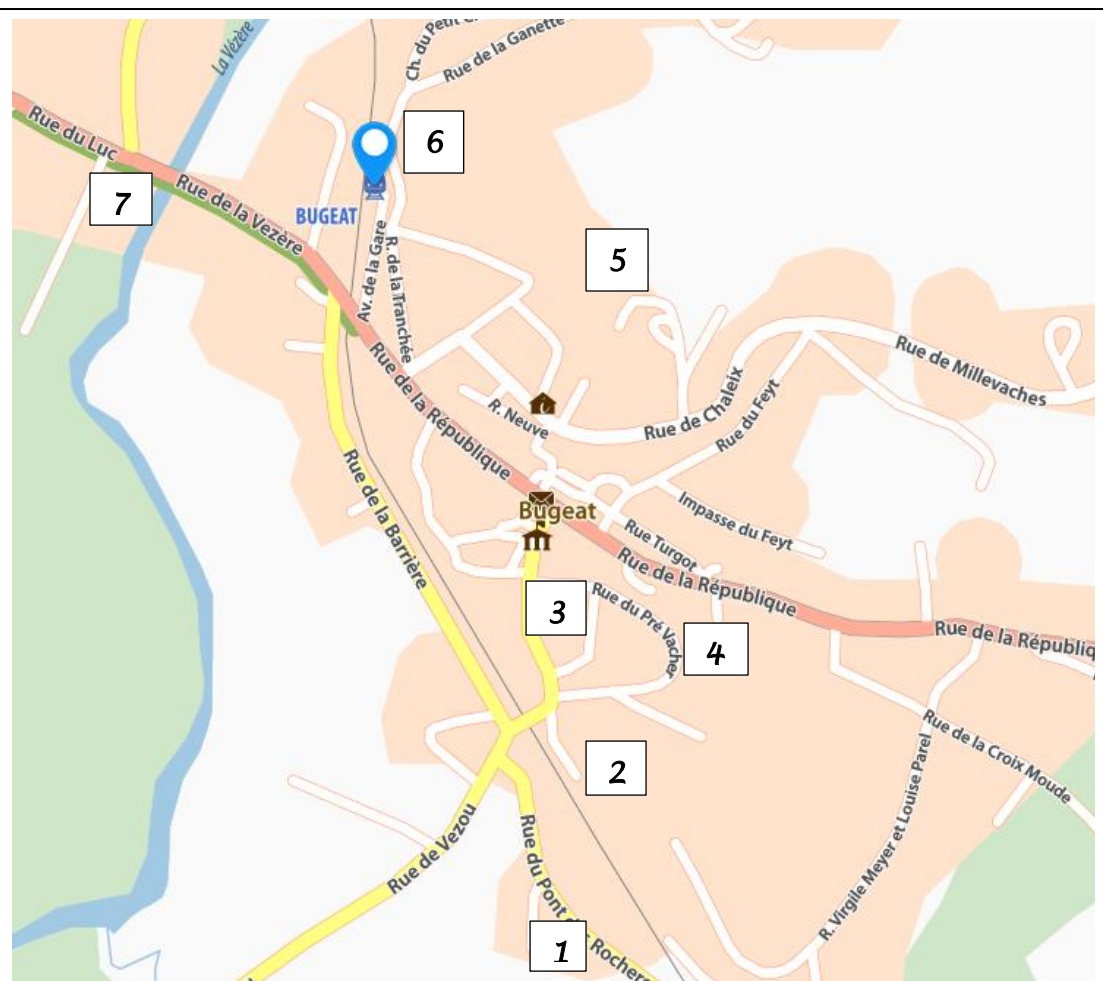 La Vézère
Rue de la Ganette
6
Rue du Luc
7
Rue de la Vezère
BUGEAT
5
Av. de la Gare
R. de la Tranchée
Rue de la République
Rue de Millevaches
R. Neuve
Rue de Chaleix
Rue du Feyt
Rue de la Barrière
Bugeat
Impasse du Feyt
Rue Turgot
Rue de la République
3
Rue du Pré Vacher
4
Rue de la Républiq
2
Rue de la Croix Moude
Rue de Vezou
Rue du Pont
Rochers
R. Virgile Meyer et Louise Parel
1
Ch. du Petit